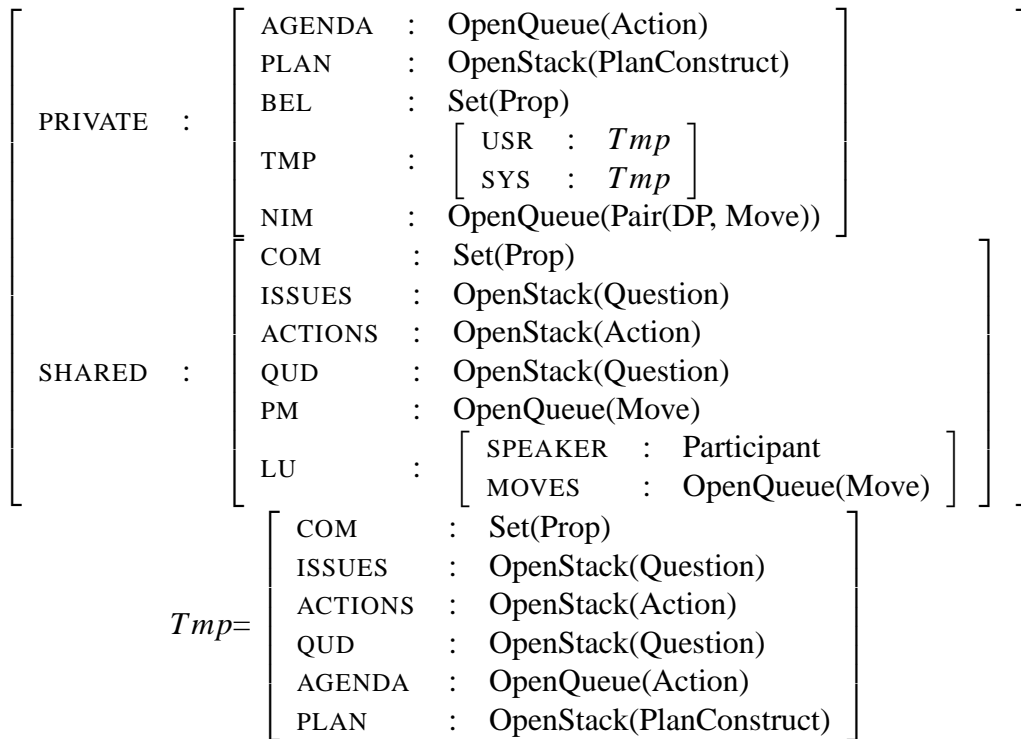 AGENDA : OpenQueue(Action)
PLAN : OpenStack(PlanConstruct)
BEL : Set(Prop)
PRIVATE :
USR : Tmp
TMP :
SYS : Tmp
NIM : OpenQueue(Pair(DP, Move))
COM : Set(Prop)
ISSUES : OpenStack(Question)
ACTIONS : OpenStack(Action)
SHARED : QUD : OpenStack(Question)
PM : OpenQueue(Move)
SPEAKER : Participant
LU :
MOVES : OpenQueue(Move)
COM : Set(Prop)
ISSUES : OpenStack(Question)
ACTIONS : OpenStack(Action)
Tmp=
QUD : OpenStack(Question)
AGENDA : OpenQueue(Action)
PLAN : OpenStack(PlanConstruct)